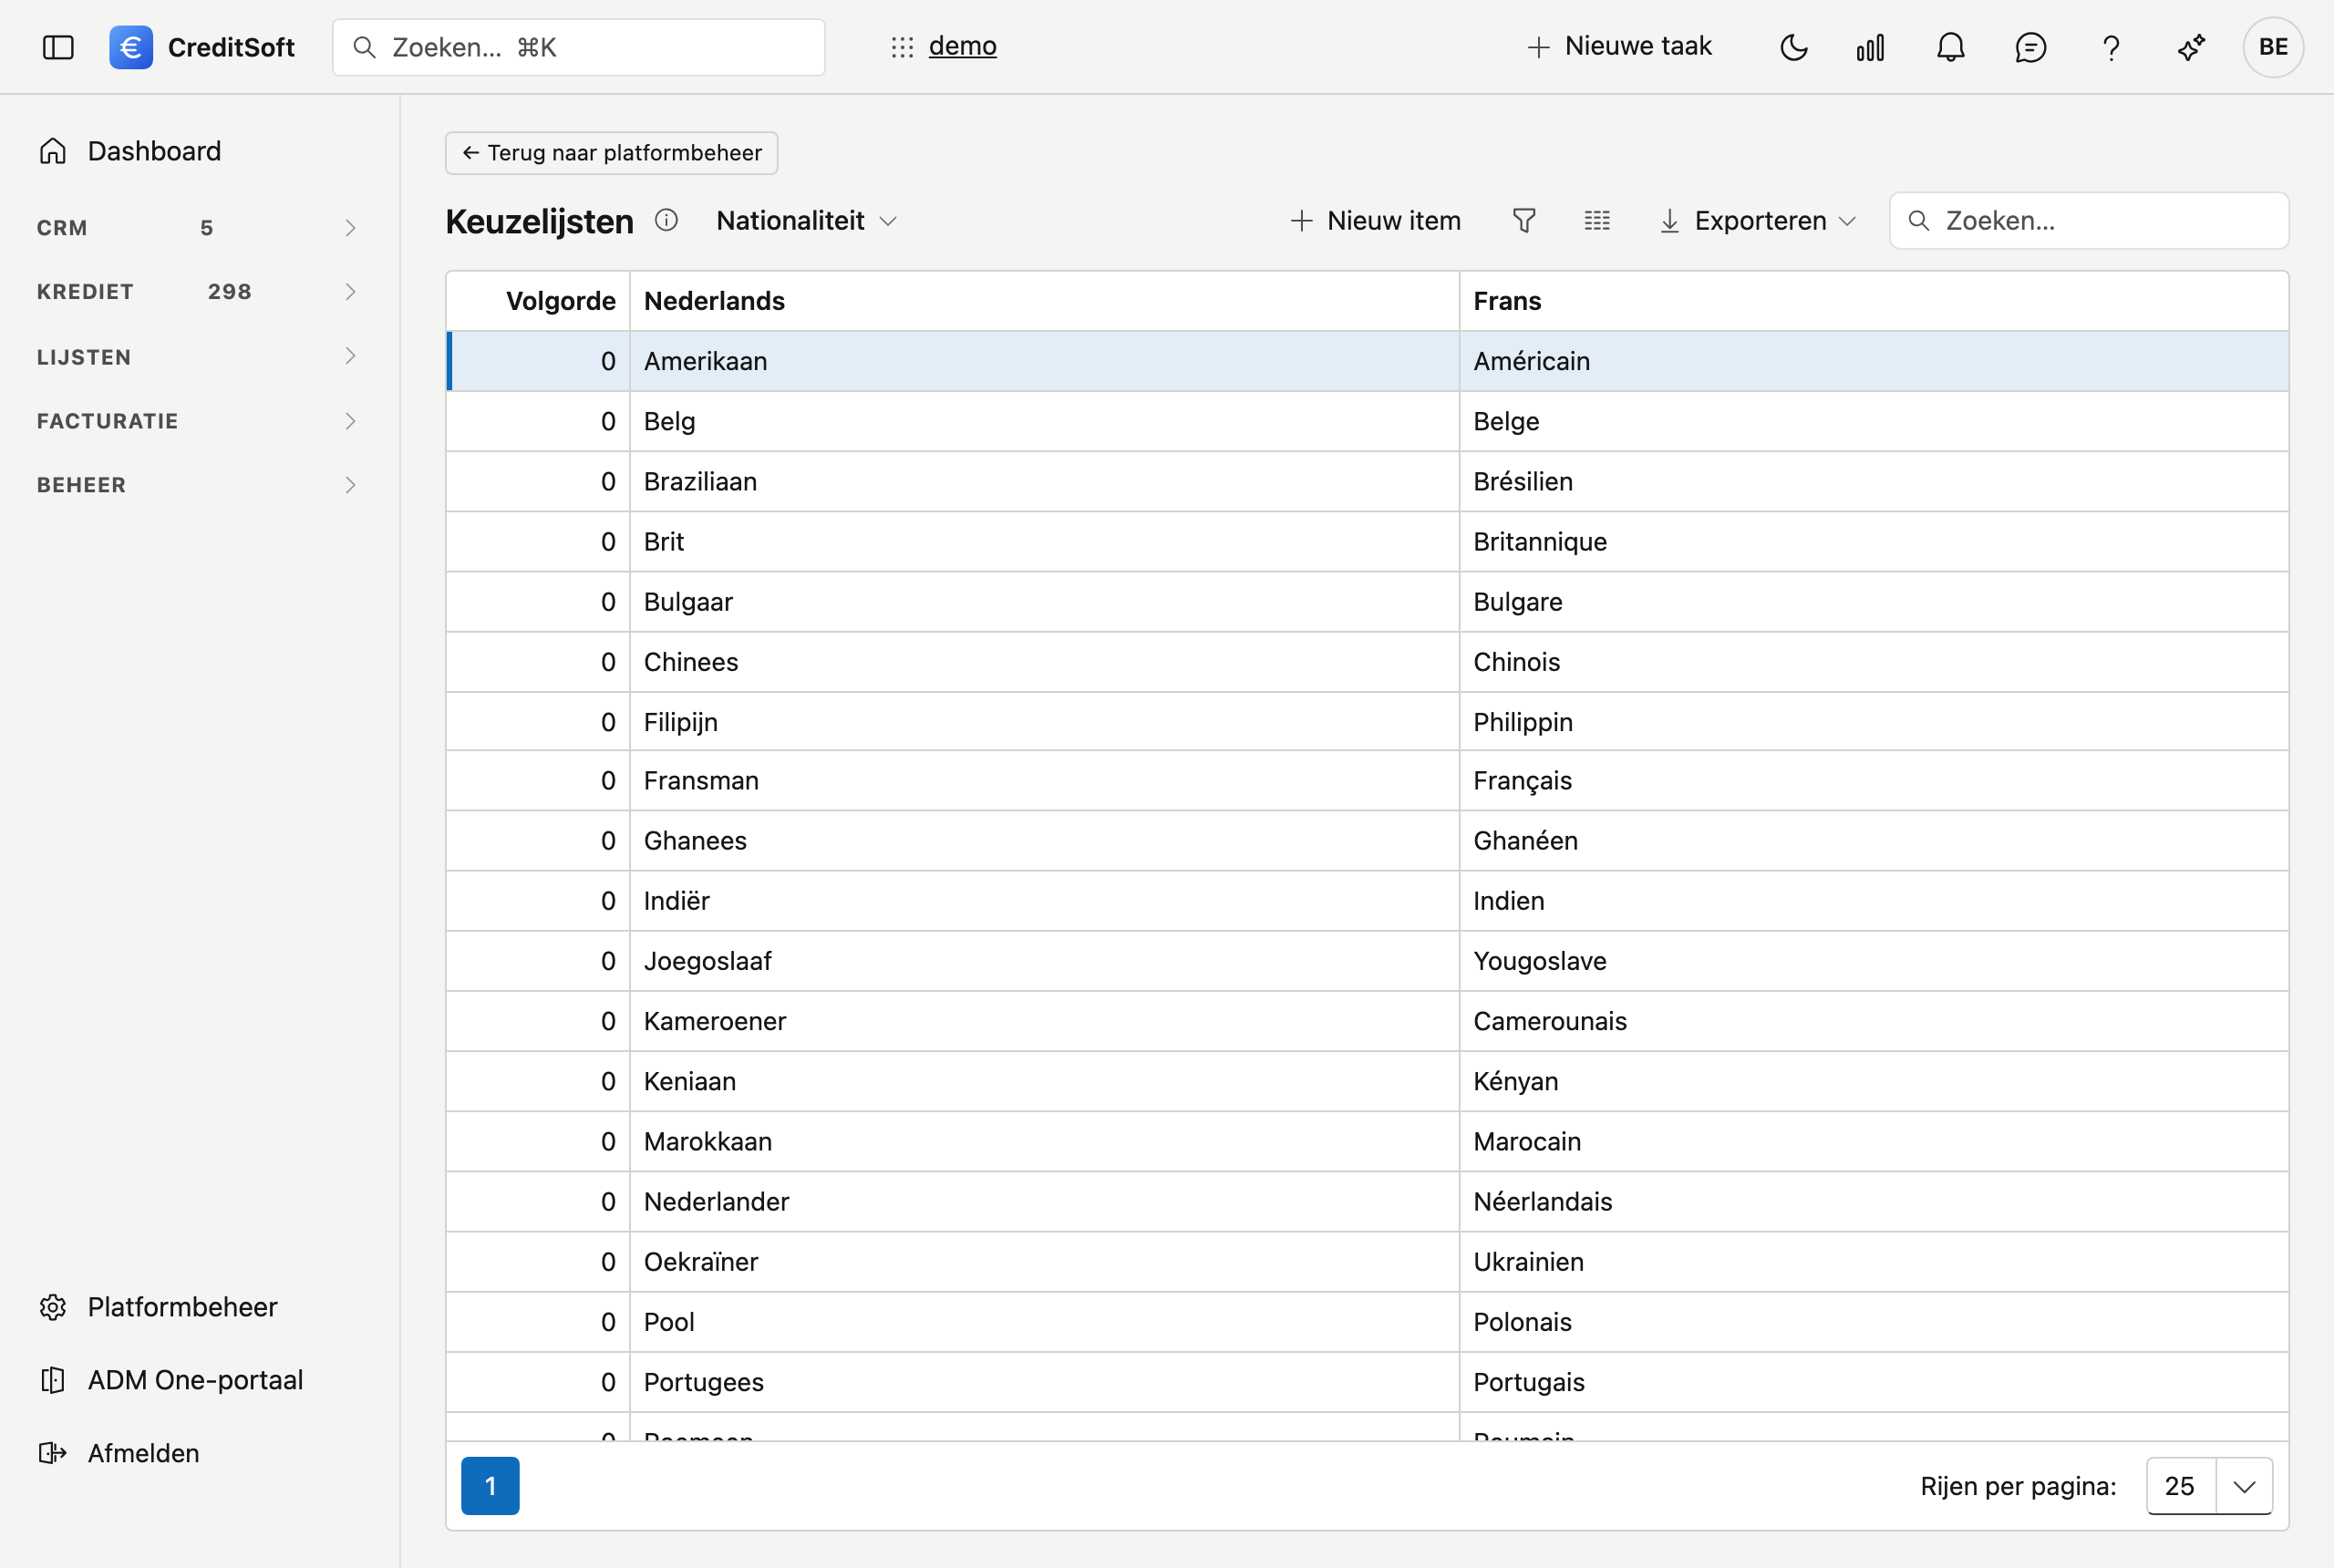 € CreditSoft Zoeken... ⌘K demo + Nieuwe taak ? BE
Dashboard
CRM 5
KREDIET 298
LIJSTEN
FACTURATIE
BEHEER
Platformbeheer
ADM One-portaal
Afmelden
← Terug naar platformbeheer
Keuzelijsten Nationaliteit + Nieuw item Exporteren Zoeken...
Volgorde Nederlands Frans
0 Amerikaan Américain
0 Belg Belge
0 Braziliaan Brésilien
0 Brit Britannique
0 Bulgaar Bulgare
0 Chinees Chinois
0 Filipijn Philippin
0 Fransman Français
0 Ghanees Ghanéen
0 Indiër Indien
0 Joegoslaaf Yougoslave
0 Kameroener Camerounais
0 Keniaan Kényan
0 Marokkaan Marocain
0 Nederlander Néerlandais
0 Oekraïner Ukrainien
0 Pool Polonais
0 Portugees Portugais
1 Rijen per pagina: 25